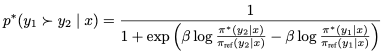 p*(y₁ ≻ y₂ | x) = 1 / (1 + exp(β log (π*(y₂|x) / π_ref(y₂|x)) − β log (π*(y₁|x) / π_ref(y₁|x))))